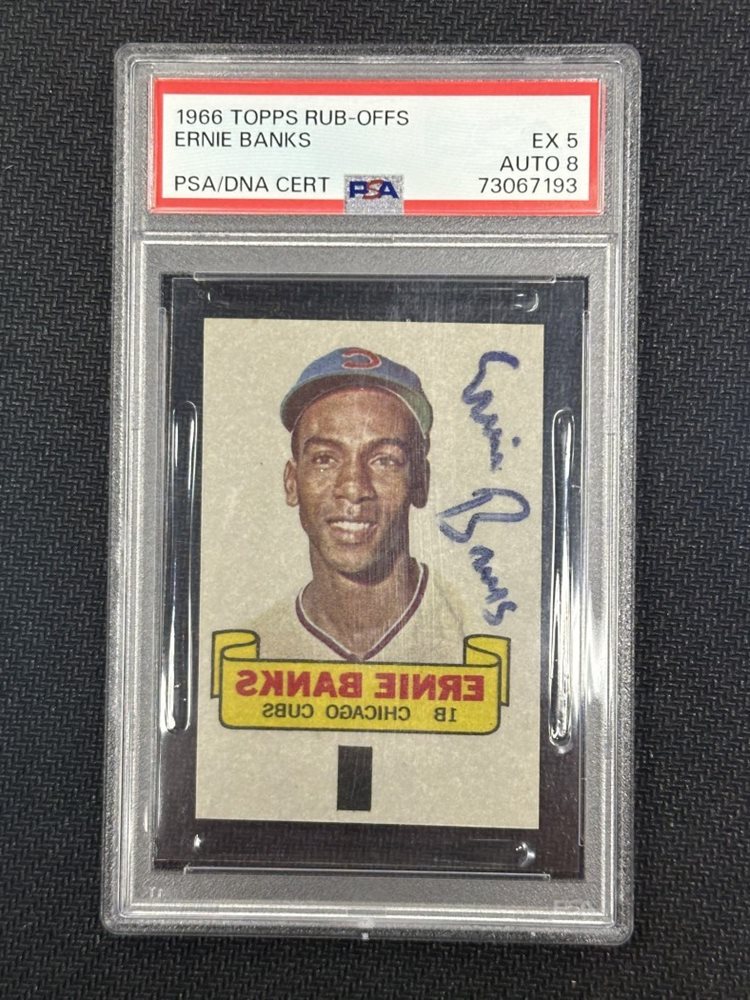 1966 TOPPS RUB-OFFS
ERNIE BANKS EX 5
AUTO 8
PSA/DNA CERT PSA 73067193
C
Ernie Banks
ERNIE BANKS
1B CHICAGO CUBS